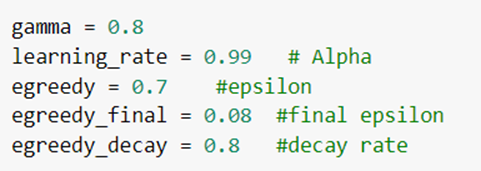 gamma = 0.8
learning_rate = 0.99   # Alpha
egreedy = 0.7    #epsilon
egreedy_final = 0.08  #final epsilon
egreedy_decay = 0.8   #decay rate